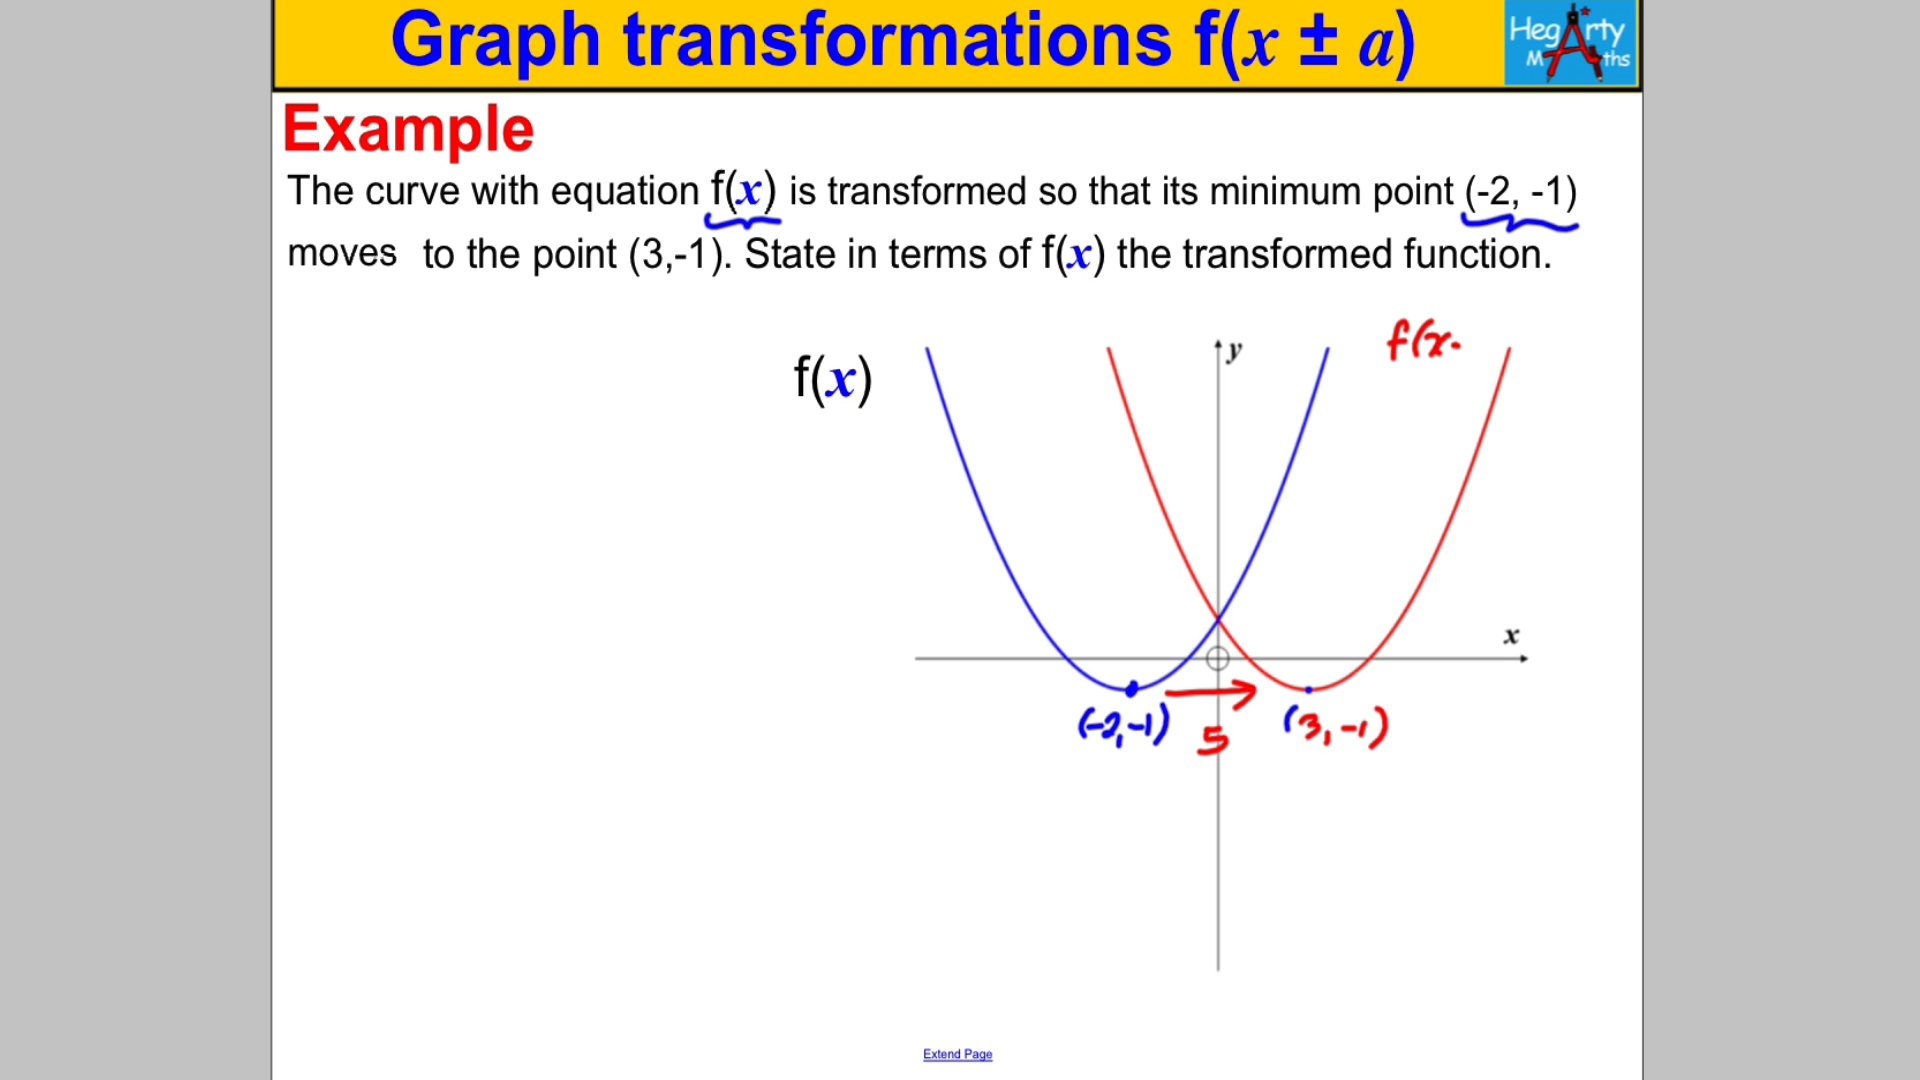 Graph transformations f(x ± a)
HegArty
Maths
Example
The curve with equation f(x) is transformed so that its minimum point (-2, -1)
moves to the point (3,-1). State in terms of f(x) the transformed function.
f(x-
y
f(x)
x
(-2,-1) 5 (3,-1)
Extend Page